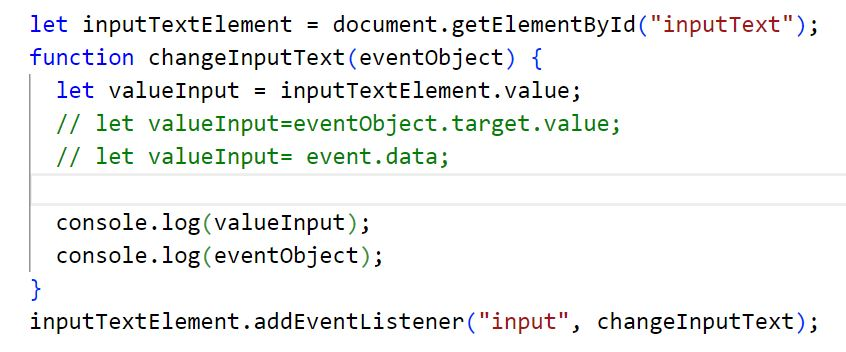 let inputTextElement = document.getElementById("inputText");
function changeInputText(eventObject) {
  let valueInput = inputTextElement.value;
  // let valueInput=eventObject.target.value;
  // let valueInput= event.data;
  console.log(valueInput);
  console.log(eventObject);
}
inputTextElement.addEventListener("input", changeInputText);